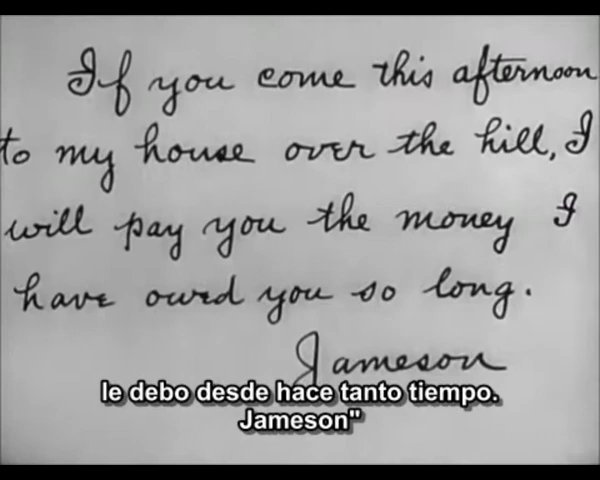 If you come this afternoon
to my house over the hill, I
will pay you the money I
have owed you so long.
Jameson
le debo desde hace tanto tiempo.
Jameson"